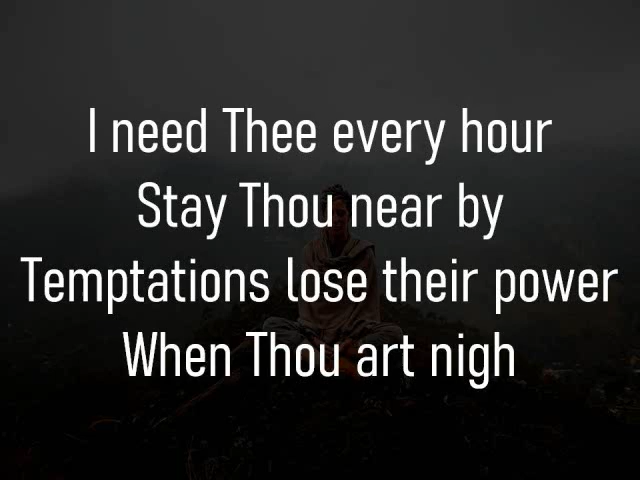 I need Thee every hour
Stay Thou near by
Temptations lose their power
When Thou art nigh